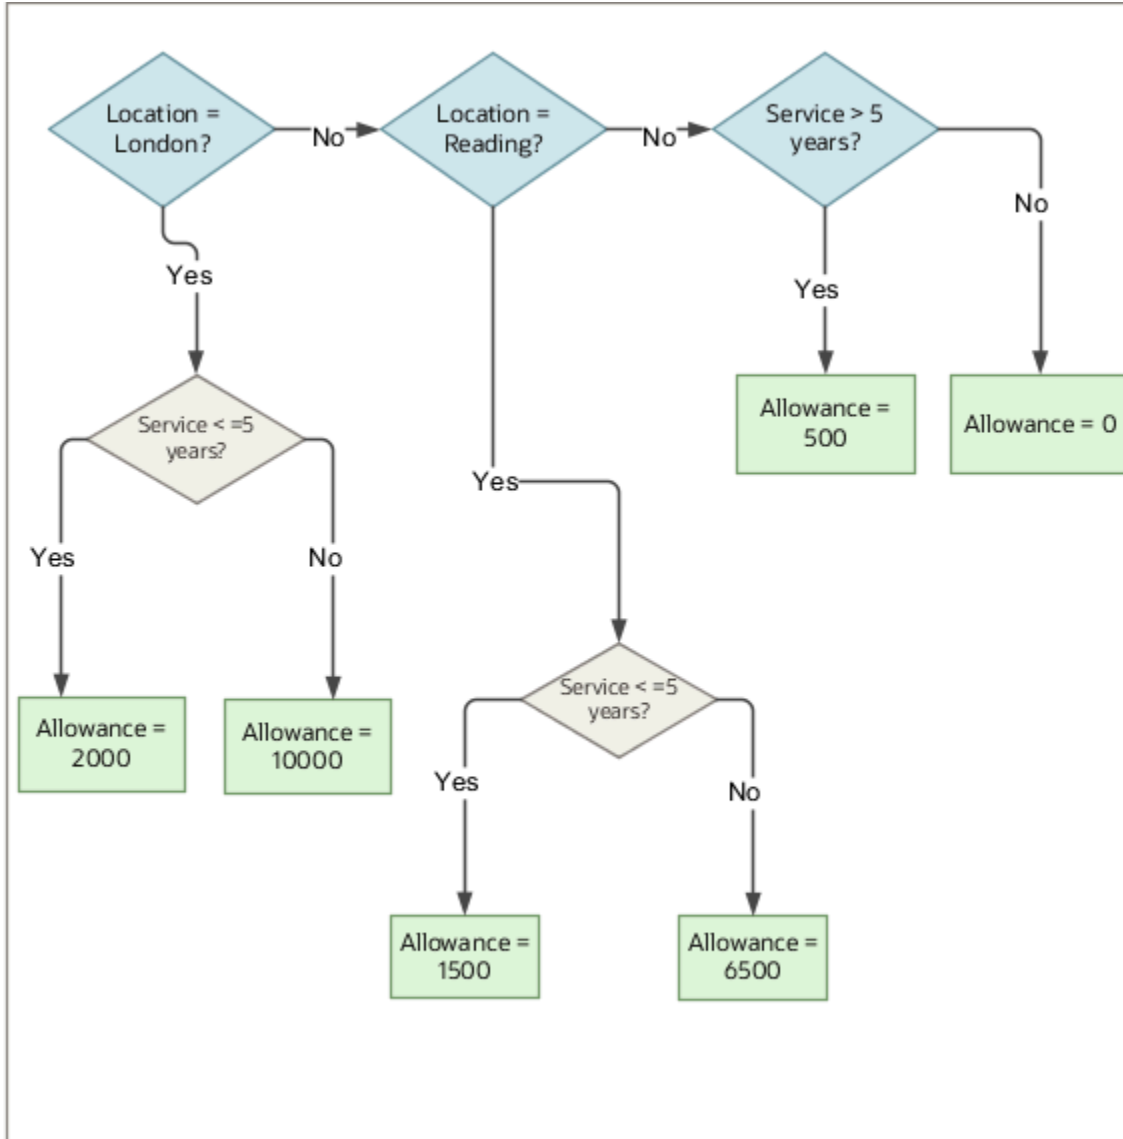 Location =
London?
No
Location =
Reading?
No
Service > 5
years?
No
Yes
Yes
Allowance =
500
Allowance = 0
Service < =5
years?
Yes
Yes
No
Service < =5
years?
Allowance =
2000
Allowance =
10000
Yes
No
Allowance =
1500
Allowance =
6500